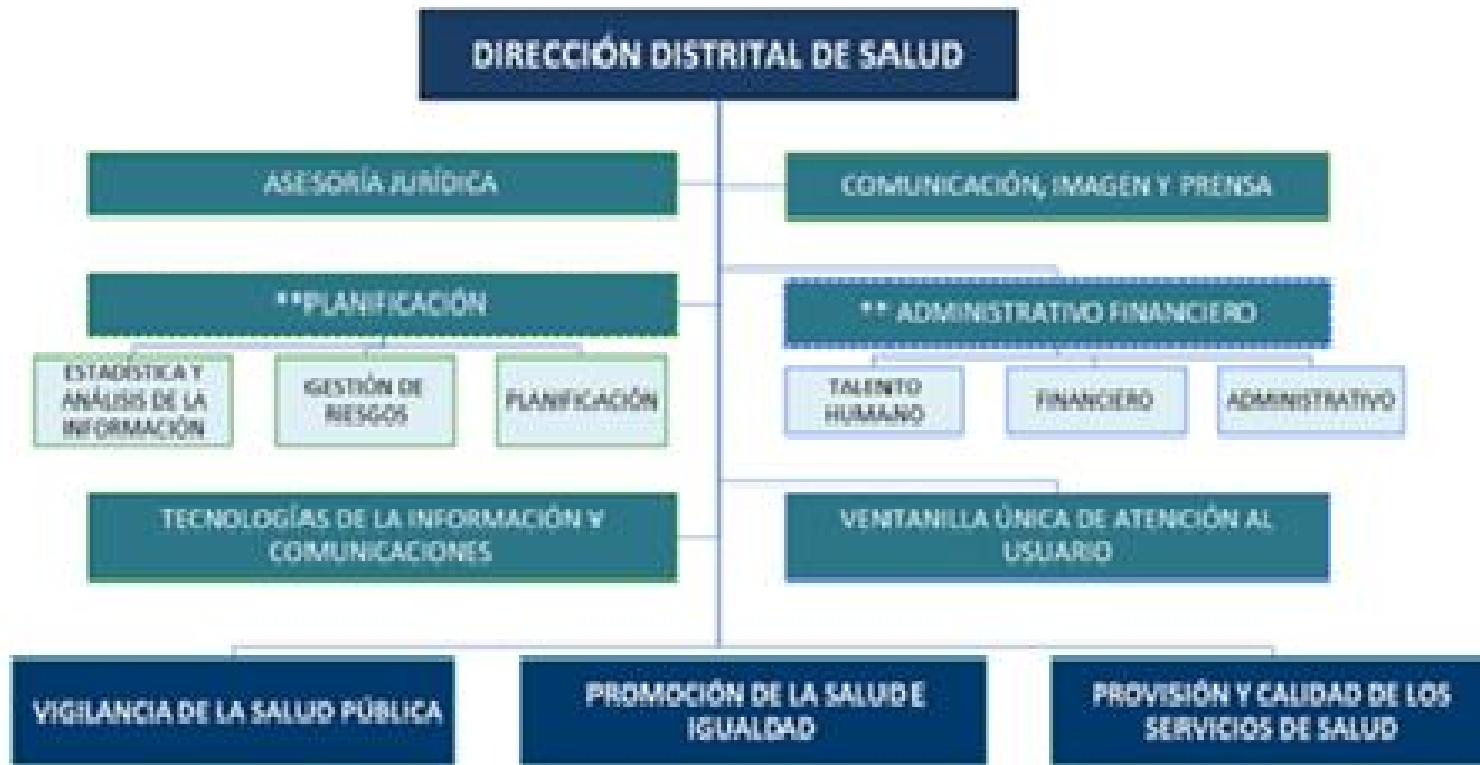 DIRECCIÓN DISTRITAL DE SALUD
ASESORÍA JURÍDICA
COMUNICACIÓN, IMAGEN Y PRENSA
**PLANIFICACIÓN
** ADMINISTRATIVO FINANCIERO
ESTADÍSTICA Y
ANÁLISIS DE LA
INFORMACIÓN
GESTIÓN DE
RIESGOS
PLANIFICACIÓN
TALENTO
HUMANO
FINANCIERO
ADMINISTRATIVO
TECNOLOGÍAS DE LA INFORMACIÓN Y
COMUNICACIONES
VENTANILLA ÚNICA DE ATENCIÓN AL
USUARIO
VIGILANCIA DE LA SALUD PÚBLICA
PROMOCIÓN DE LA SALUD E
IGUALDAD
PROVISIÓN Y CALIDAD DE LOS
SERVICIOS DE SALUD